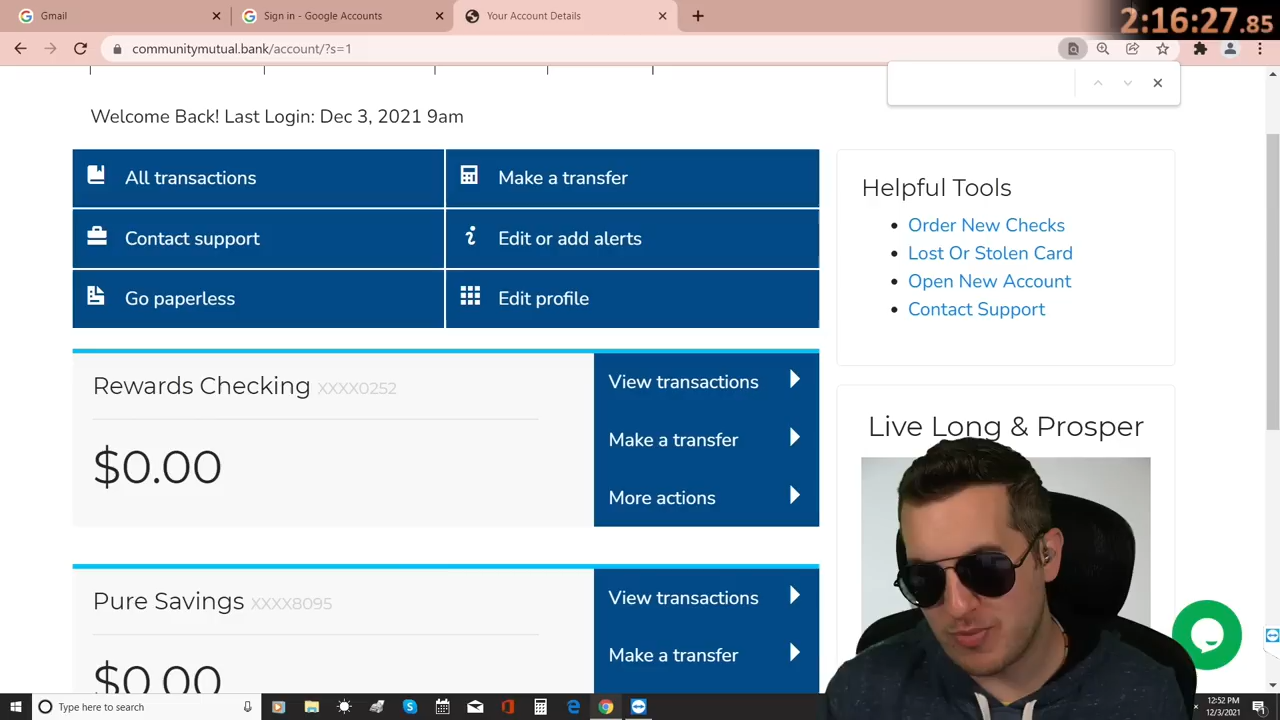 Gmail
Sign in - Google Accounts
Your Account Details
2:16:27.85
communitymutual.bank/account/?s=1
Welcome Back! Last Login: Dec 3, 2021 9am
All transactions
Make a transfer
Contact support
Edit or add alerts
Go paperless
Edit profile
Helpful Tools
Order New Checks
Lost Or Stolen Card
Open New Account
Contact Support
Rewards Checking XXXX0252
$0.00
View transactions
Make a transfer
More actions
Live Long & Prosper
Pure Savings XXXX8095
$0.00
View transactions
Make a transfer
Type here to search
12:52 PM
12/3/2021